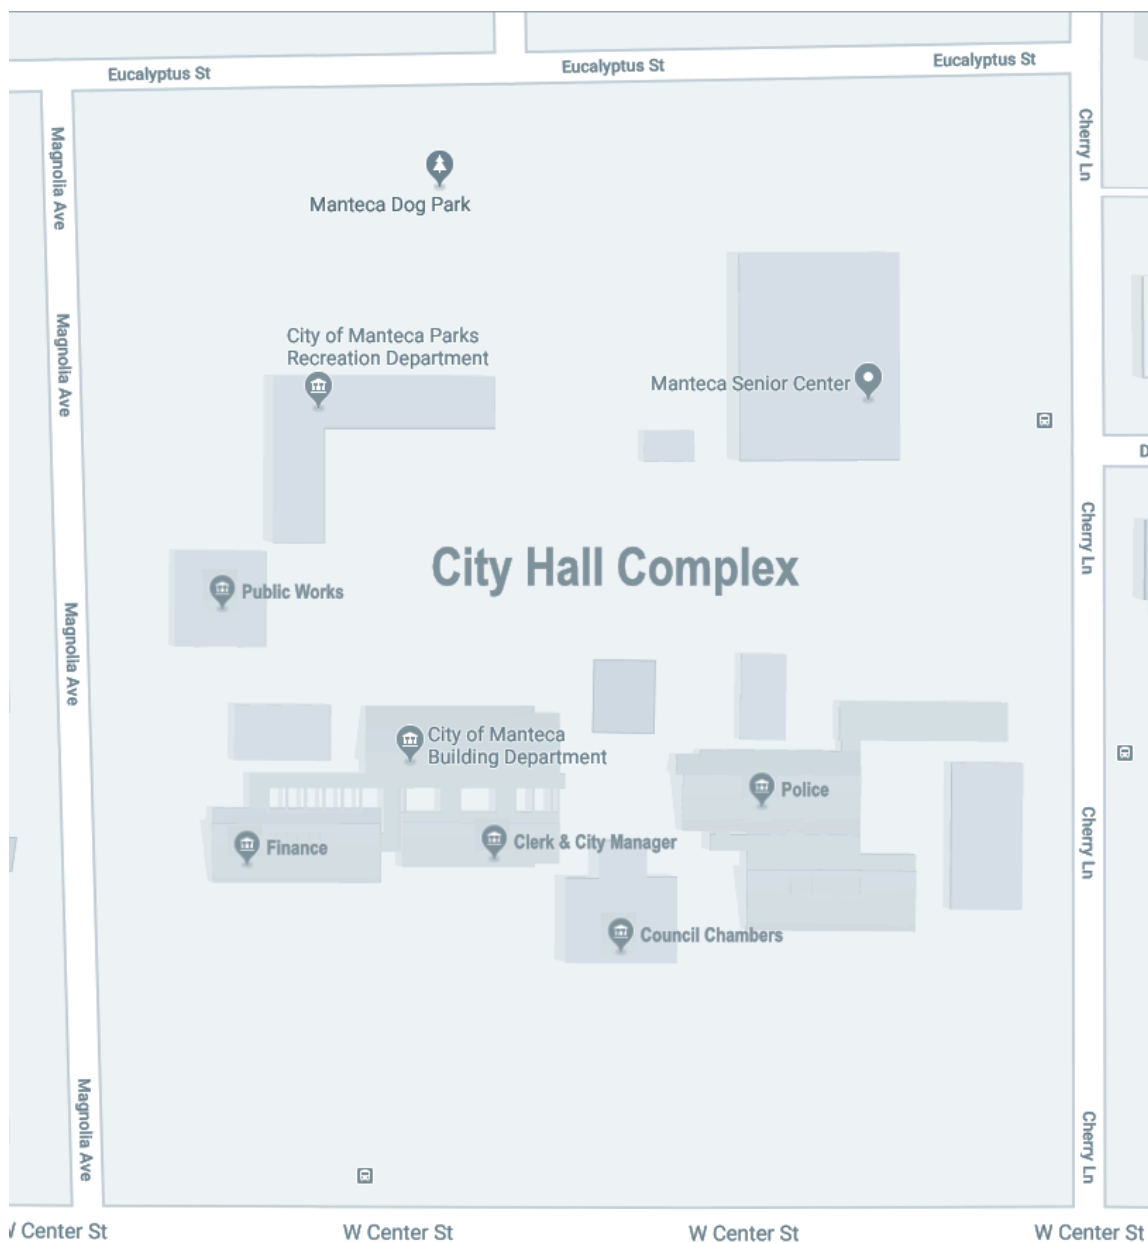 Eucalyptus St
Eucalyptus St
Eucalyptus St
Magnolia Ave
Cherry Ln
Manteca Dog Park
Magnolia Ave
City of Manteca Parks
Recreation Department
Manteca Senior Center
D
Cherry Ln
City Hall Complex
Public Works
Magnolia Ave
City of Manteca
Building Department
Police
Cherry Ln
Clerk & City Manager
Finance
Council Chambers
Magnolia Ave
Cherry Ln
W Center St
W Center St
W Center St
W Center St